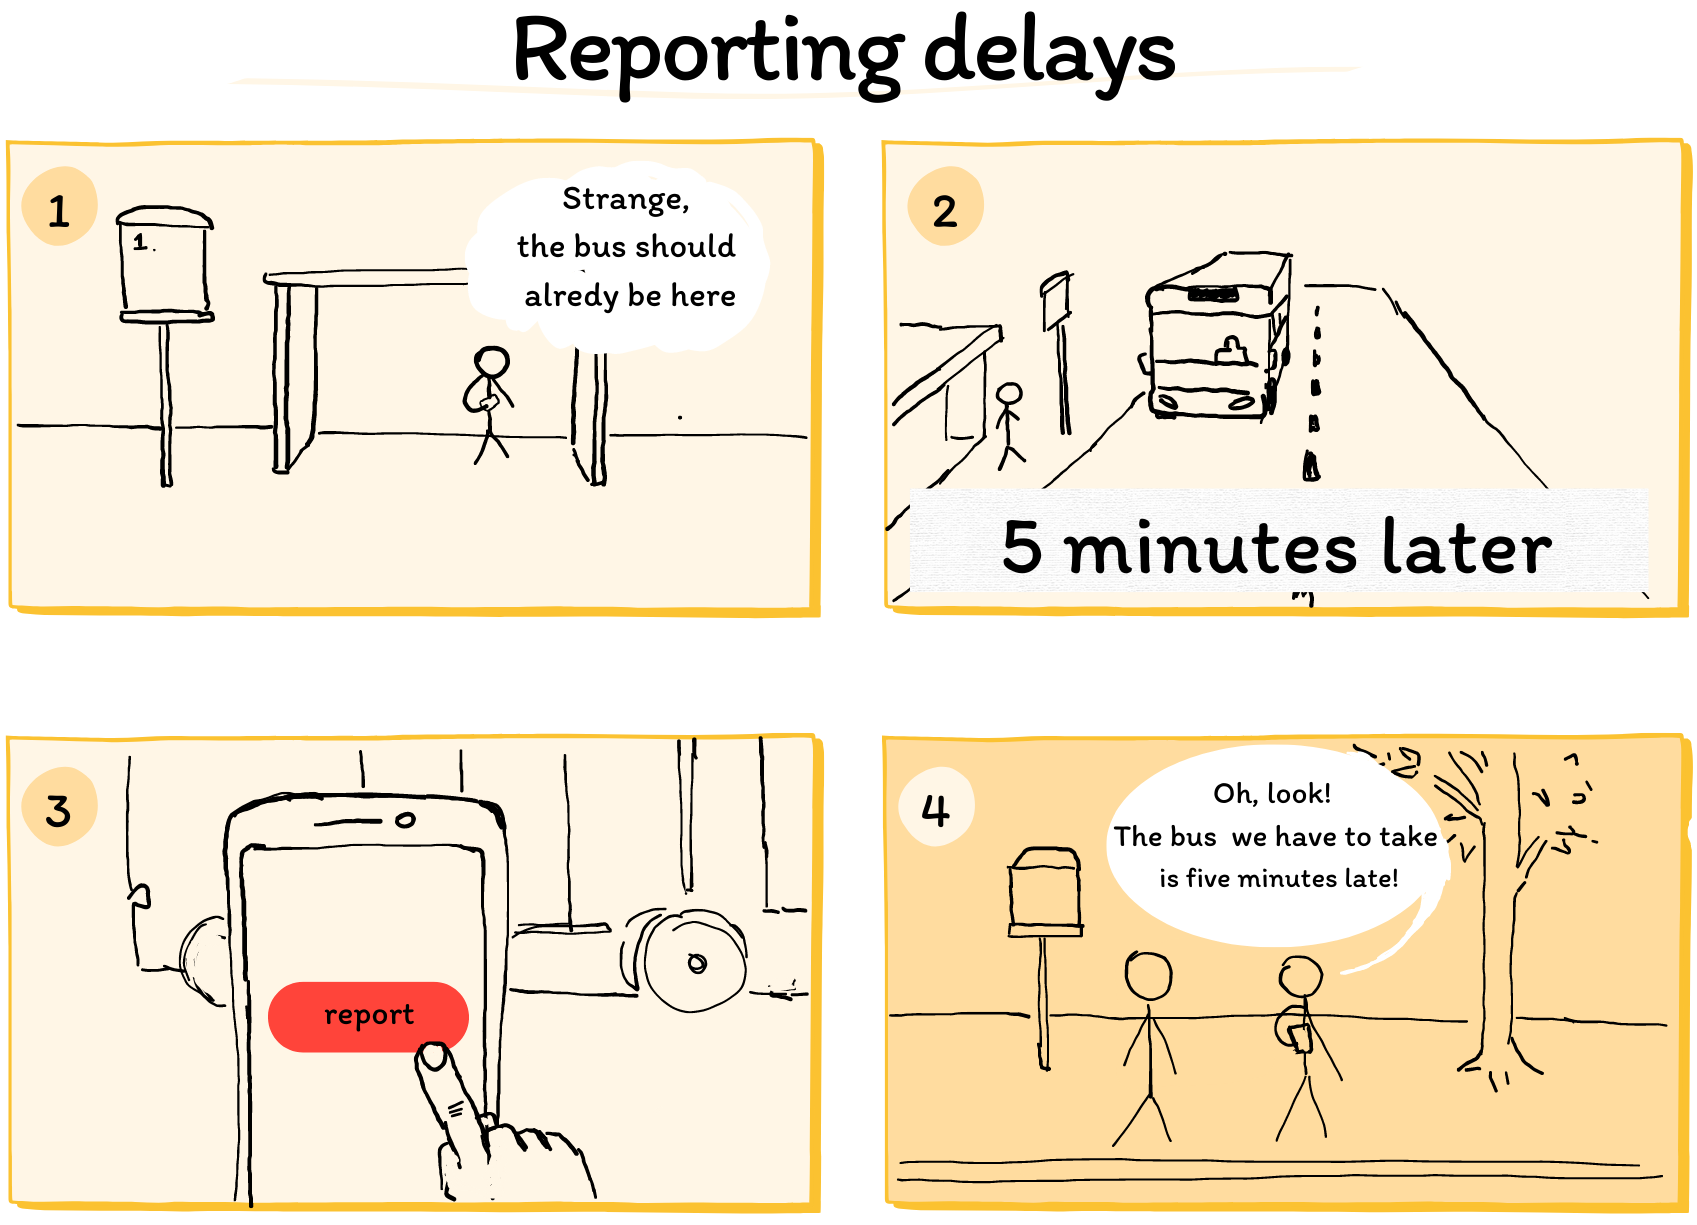 Reporting delays
1
1.
Strange,
the bus should
alredy be here
2
5 minutes later
3
report
4
Oh, look!
The bus we have to take
is five minutes late!